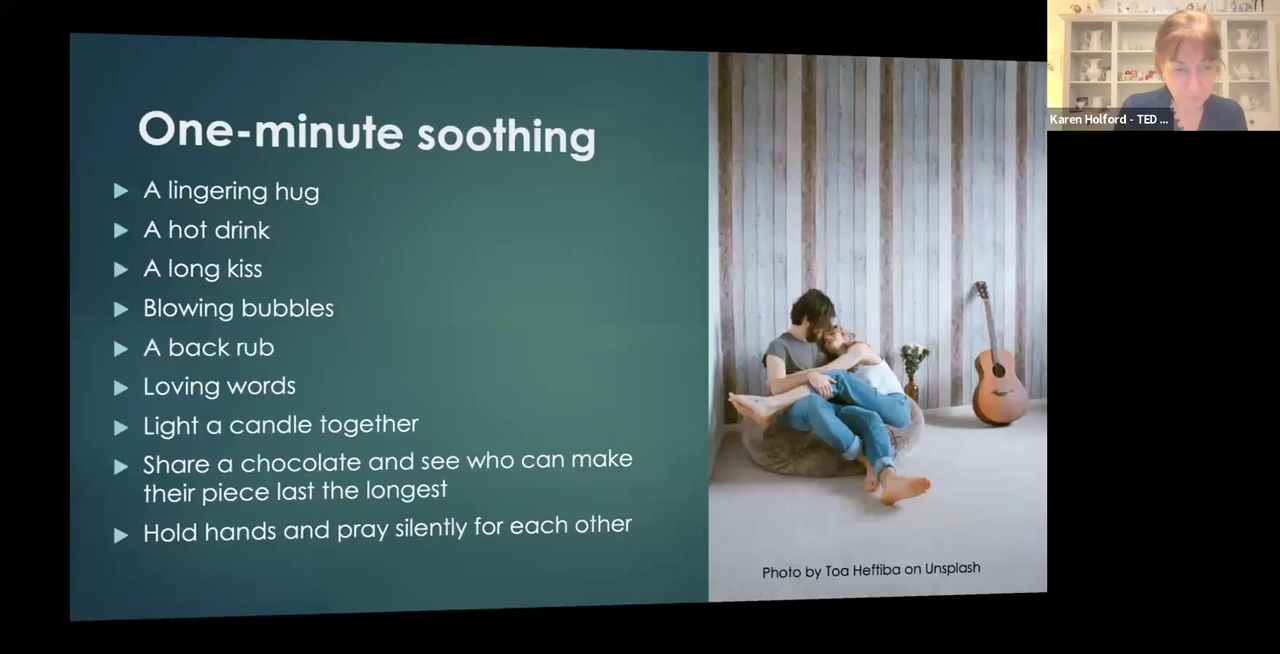 One-minute soothing
A lingering hug
A hot drink
A long kiss
Blowing bubbles
A back rub
Loving words
Light a candle together
Share a chocolate and see who can make
their piece last the longest
Hold hands and pray silently for each other
Photo by Toa Heftiba on Unsplash
Karen Holford - TED ...